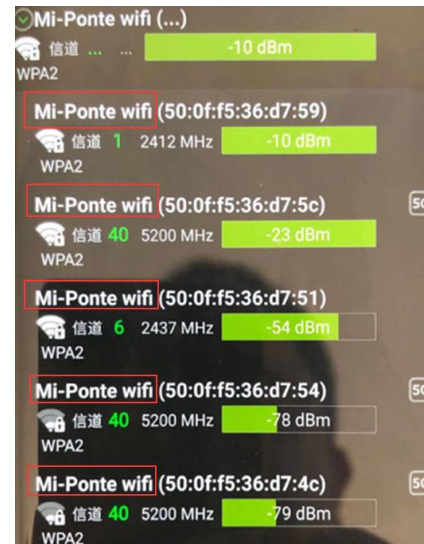 Mi-Ponte wifi (...)
信道 ... ... -10 dBm
WPA2
Mi-Ponte wifi (50:0f:f5:36:d7:59)
信道 1 2412 MHz -10 dBm
WPA2
Mi-Ponte wifi (50:0f:f5:36:d7:5c)
信道 40 5200 MHz -23 dBm
WPA2
Mi-Ponte wifi (50:0f:f5:36:d7:51)
信道 6 2437 MHz -54 dBm
WPA2
Mi-Ponte wifi (50:0f:f5:36:d7:54)
信道 40 5200 MHz -78 dBm
WPA2
Mi-Ponte wifi (50:0f:f5:36:d7:4c)
信道 40 5200 MHz -79 dBm
WPA2